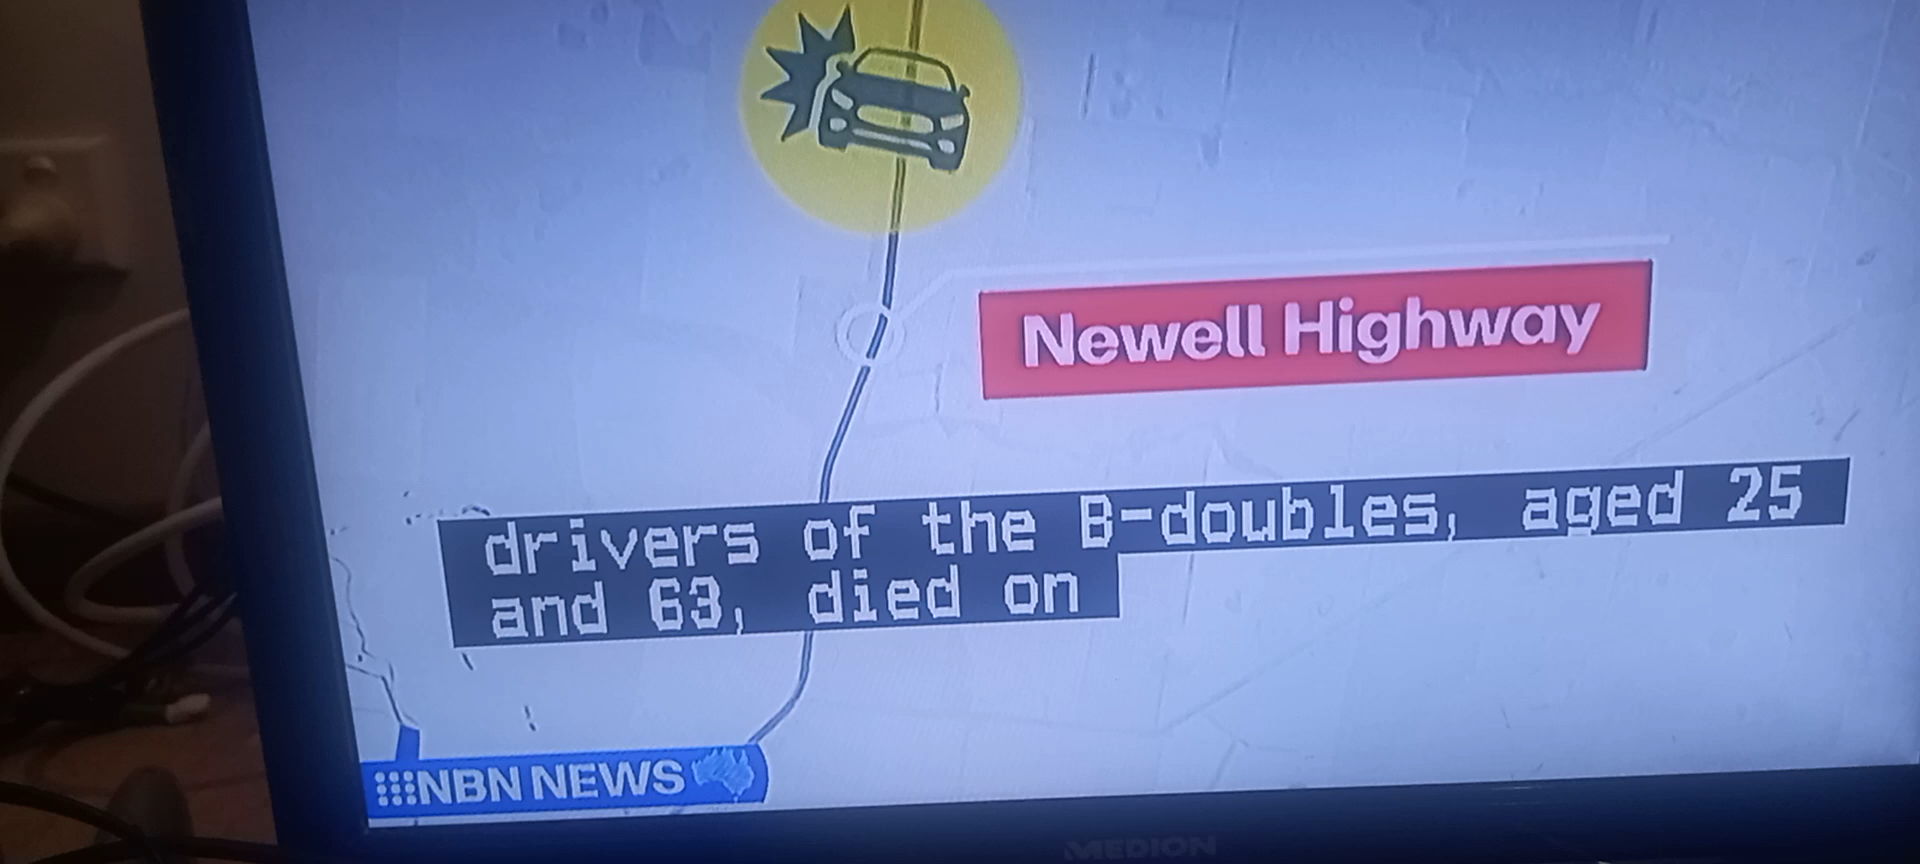 Newell Highway
drivers of the B-doubles, aged 25
and 63, died on
NBN NEWS
MEDION